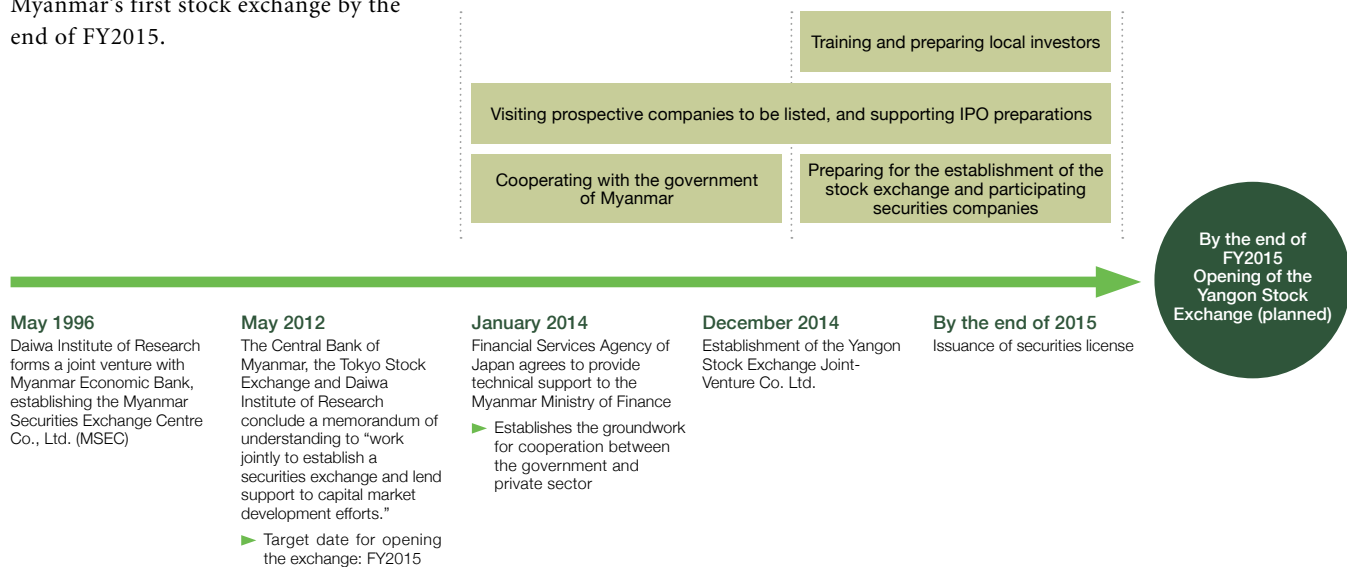 Myanmar's first stock exchange by the
end of FY2015.
Training and preparing local investors
Visiting prospective companies to be listed, and supporting IPO preparations
Cooperating with the government
of Myanmar
Preparing for the establishment of the
stock exchange and participating
securities companies
By the end of
FY2015
Opening of the
Yangon Stock
Exchange (planned)
May 1996
Daiwa Institute of Research
forms a joint venture with
Myanmar Economic Bank,
establishing the Myanmar
Securities Exchange Centre
Co., Ltd. (MSEC)
May 2012
The Central Bank of
Myanmar, the Tokyo Stock
Exchange and Daiwa
Institute of Research
conclude a memorandum of
understanding to “work
jointly to establish a
securities exchange and lend
support to capital market
development efforts.”
► Target date for opening
the exchange: FY2015
January 2014
Financial Services Agency of
Japan agrees to provide
technical support to the
Myanmar Ministry of Finance
► Establishes the groundwork
for cooperation between
the government and
private sector
December 2014
Establishment of the Yangon
Stock Exchange Joint-
Venture Co. Ltd.
By the end of 2015
Issuance of securities license